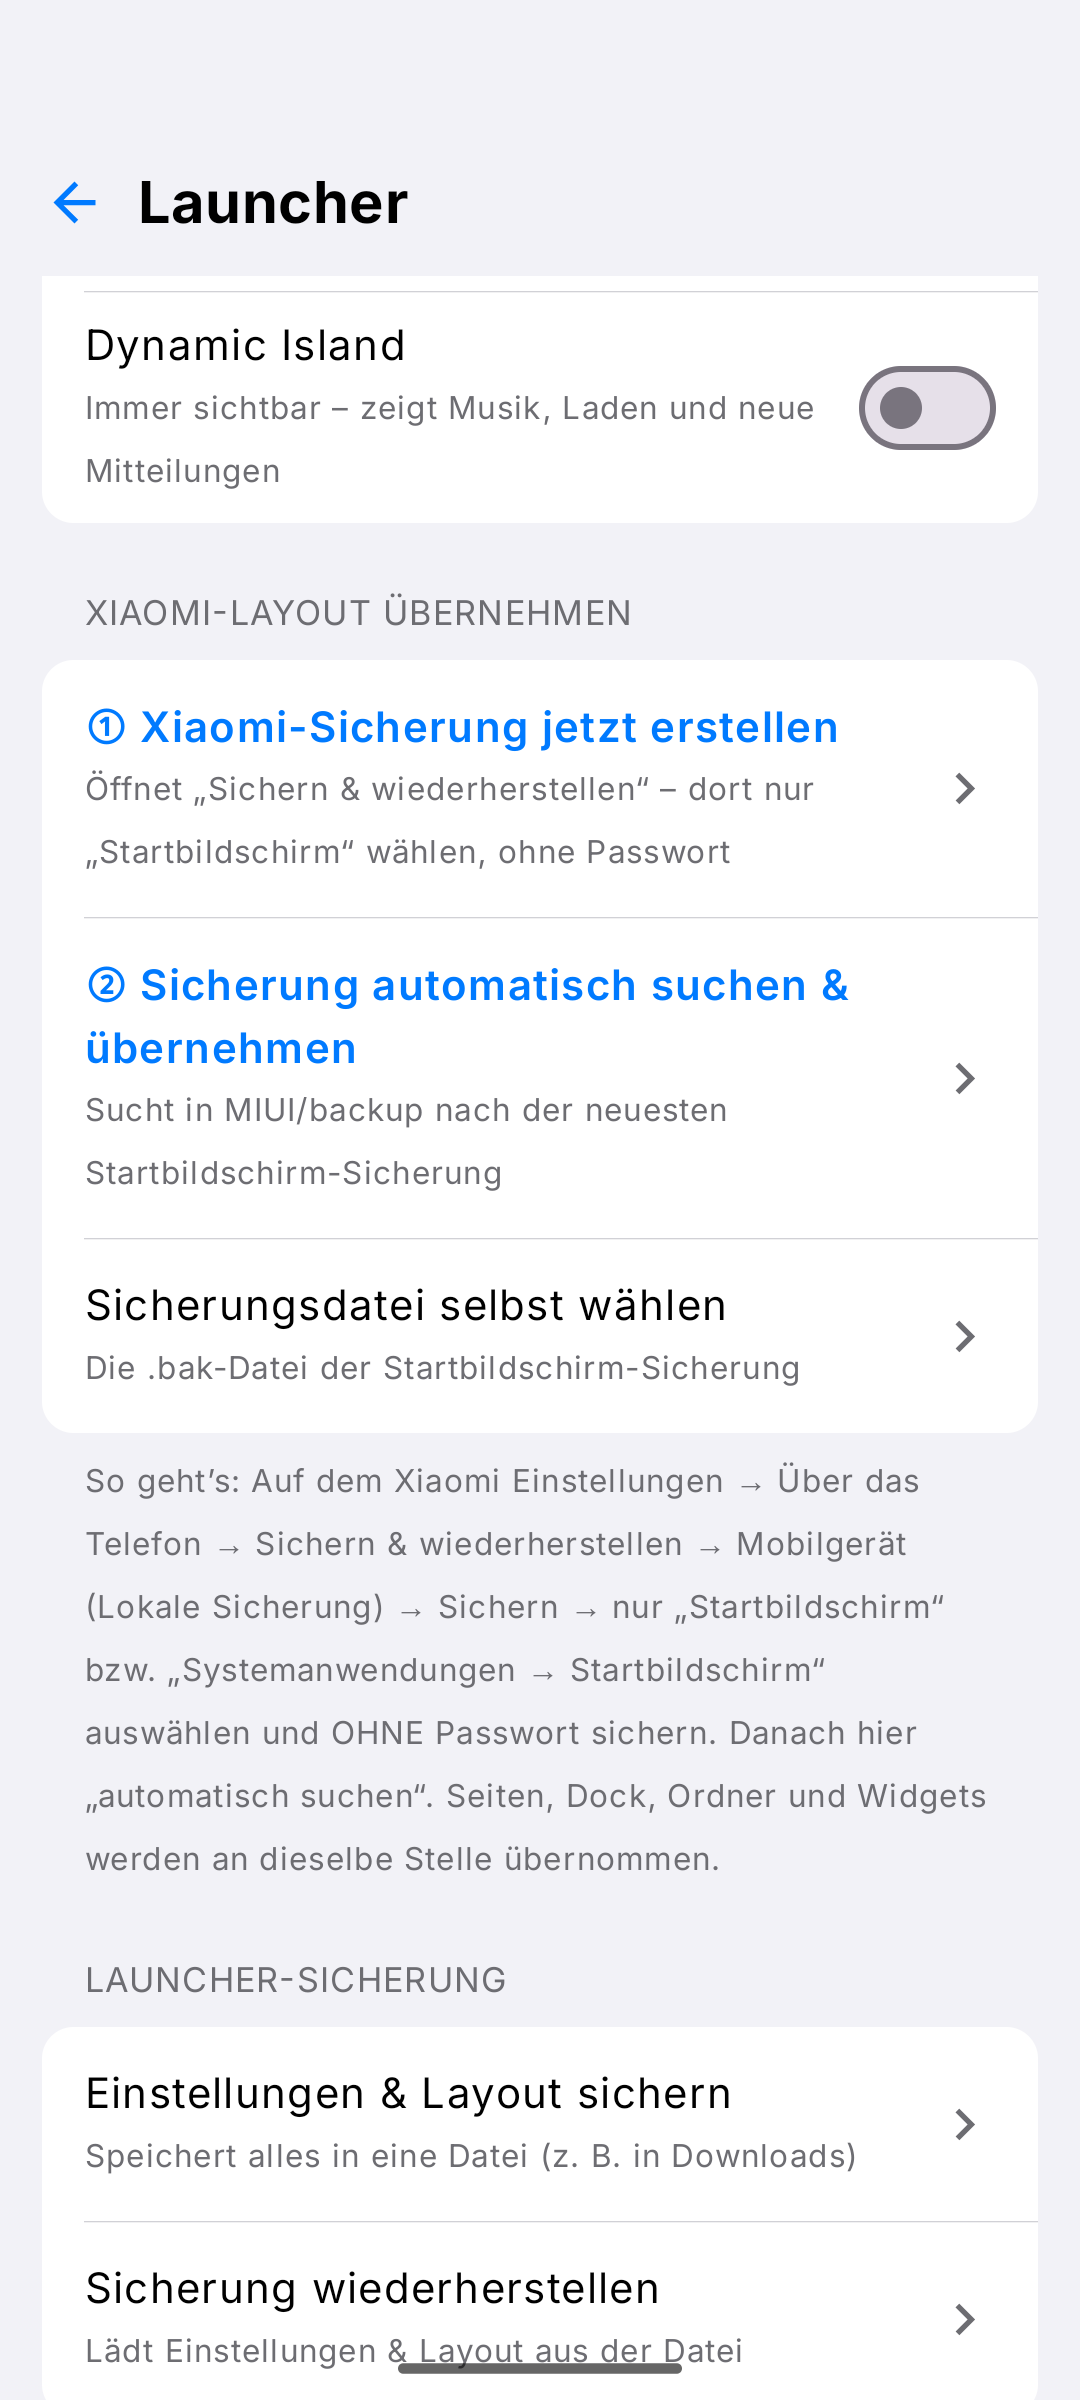 Launcher
Dynamic Island
Immer sichtbar – zeigt Musik, Laden und neue
Mitteilungen
XIAOMI-LAYOUT ÜBERNEHMEN
① Xiaomi-Sicherung jetzt erstellen
Öffnet „Sichern & wiederherstellen“ – dort nur
„Startbildschirm“ wählen, ohne Passwort
② Sicherung automatisch suchen &
übernehmen
Sucht in MIUI/backup nach der neuesten
Startbildschirm-Sicherung
Sicherungsdatei selbst wählen
Die .bak-Datei der Startbildschirm-Sicherung
So geht’s: Auf dem Xiaomi Einstellungen → Über das
Telefon → Sichern & wiederherstellen → Mobilgerät
(Lokale Sicherung) → Sichern → nur „Startbildschirm“
bzw. „Systemanwendungen → Startbildschirm“
auswählen und OHNE Passwort sichern. Danach hier
„automatisch suchen“. Seiten, Dock, Ordner und Widgets
werden an dieselbe Stelle übernommen.
LAUNCHER-SICHERUNG
Einstellungen & Layout sichern
Speichert alles in eine Datei (z. B. in Downloads)
Sicherung wiederherstellen
Lädt Einstellungen & Layout aus der Datei